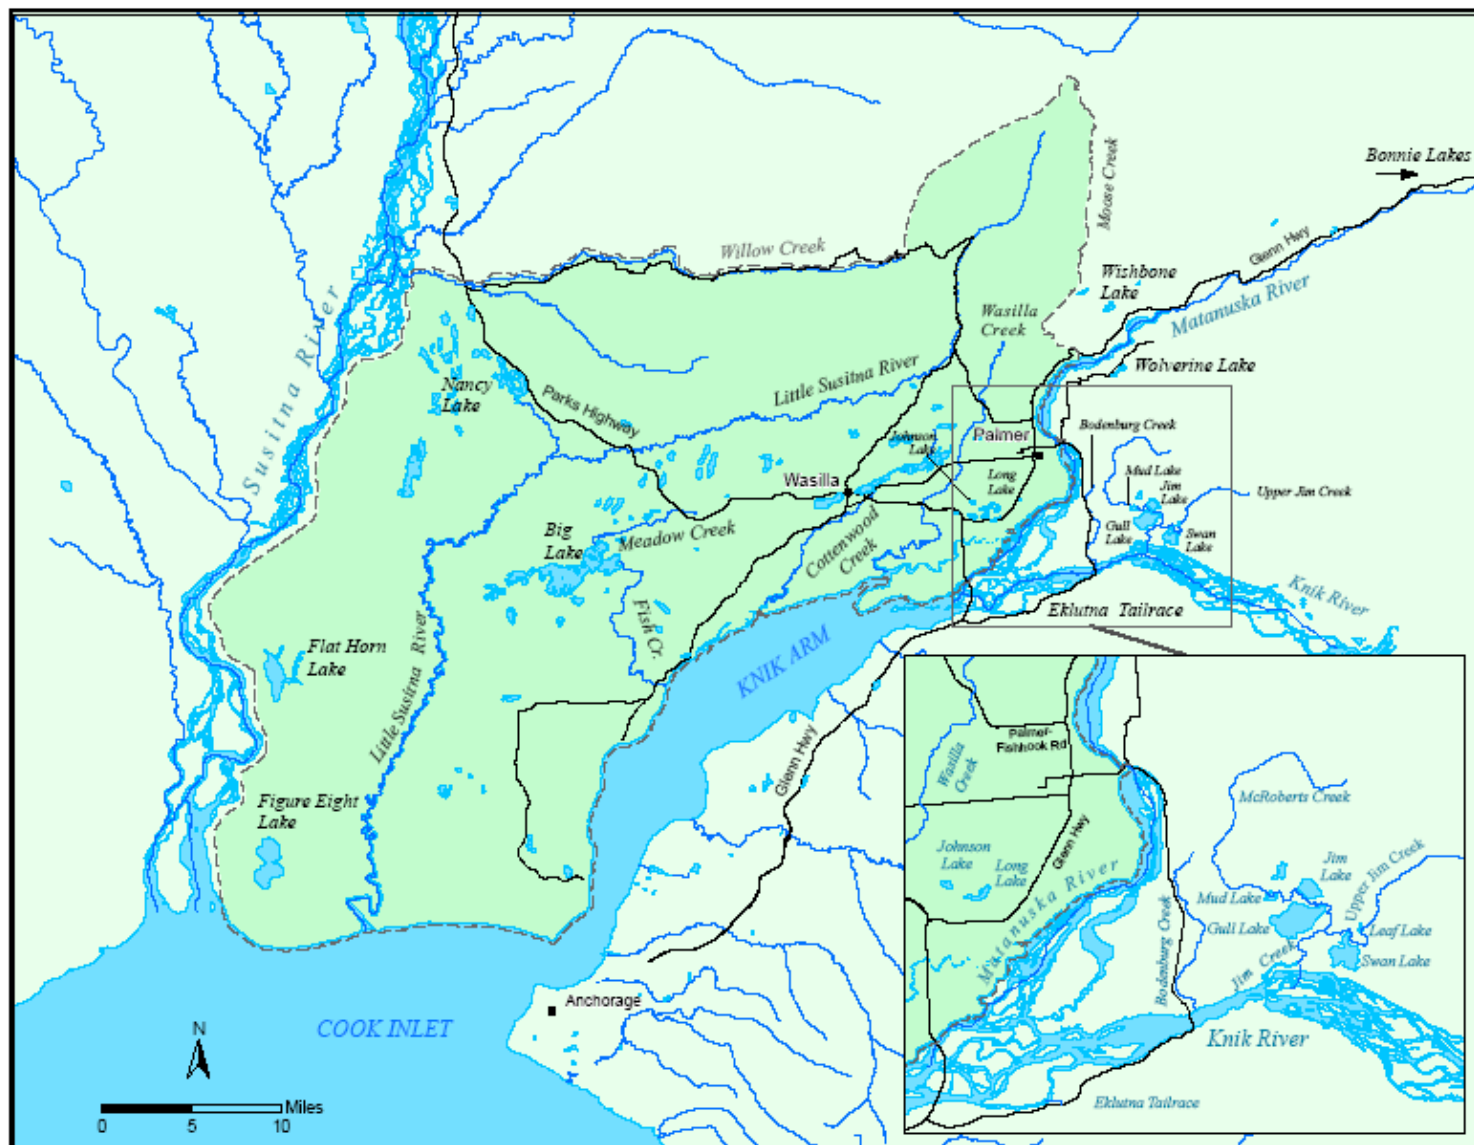 Bonnie Lakes
Moose Creek
Glenn Hwy
Willow Creek
Wishbone
Lake
Matanuska River
Susitna River
Wasilla
Creek
Wolverine Lake
Nancy
Lake
Parks Highway
Little Susitna River
Bodenburg Creek
Johnson
Lake
Palmer
Mud Lake
Jim
Lake
Upper Jim Creek
Wasilla
Long
Lake
Gull
Lake
Swan
Lake
Big
Lake
Meadow Creek
Cottenwood
Creek
Knik River
Fish Cr.
Eklutna Tailrace
Flat Horn
Lake
Little Susitna River
KNIK ARM
Glenn Hwy
Figure Eight
Lake
Anchorage
COOK INLET
N
Miles
0 5 10
Palmer-
Fishhook Rd
Wasilla
Creek
McRoberts Creek
Glenn Hwy
Johnson
Lake
Long
Lake
Jim
Lake
Upper Jim Creek
Mud Lake
Gull Lake
Leaf Lake
Swan Lake
Matanuska River
Bodenburg Creek
Jim Creek
Knik River
Eklutna Tailrace